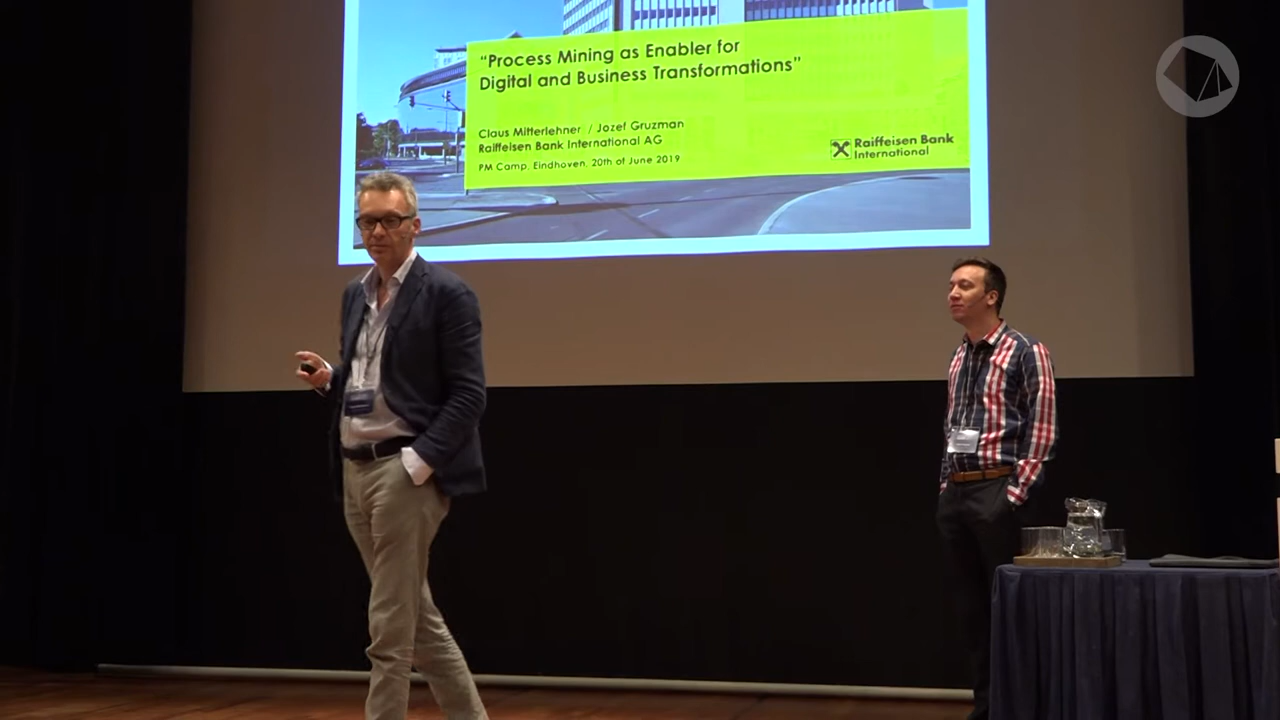 “Process Mining as Enabler for
Digital and Business Transformations”
Claus Mitterlehner / Jozef Gruzman
Raiffeisen Bank International AG
PM Camp, Eindhoven, 20th of June 2019
Raiffeisen Bank
International